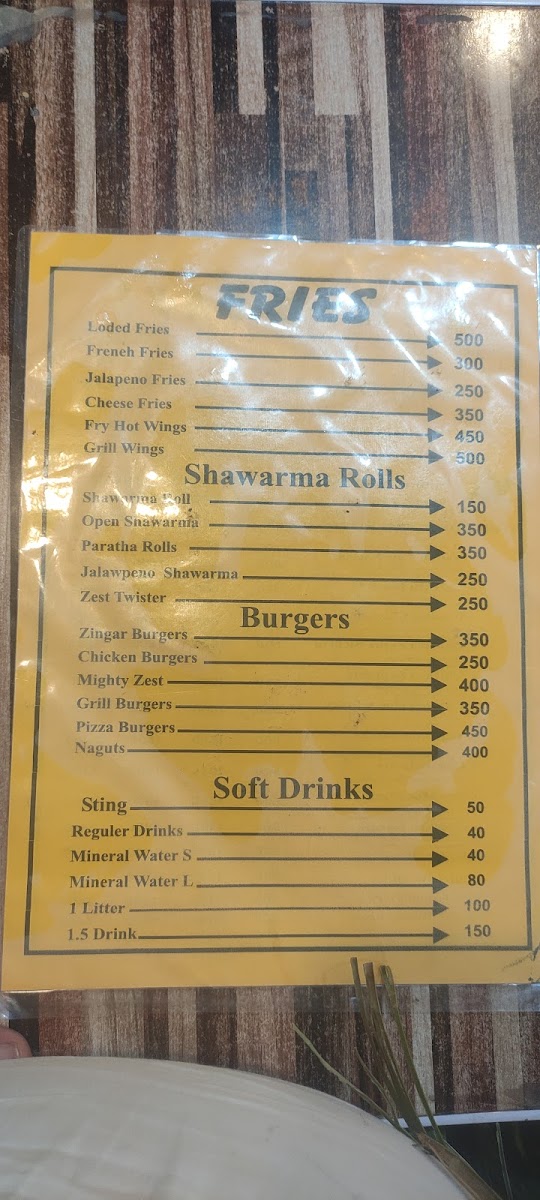 FRIES
Loded Fries 500
Freneh Fries 300
Jalapeno Fries 250
Cheese Fries 350
Fry Hot Wings 450
Grill Wings 500
Shawarma Rolls
Shawarma Roll 150
Open Shawarma 350
Paratha Rolls 350
Jalawpeno Shawarma 250
Zest Twister 250
Burgers
Zingar Burgers 350
Chicken Burgers 250
Mighty Zest 400
Grill Burgers 350
Pizza Burgers 450
Naguts 400
Soft Drinks
Sting 50
Reguler Drinks 40
Mineral Water S 40
Mineral Water L 80
1 Litter 100
1.5 Drink 150